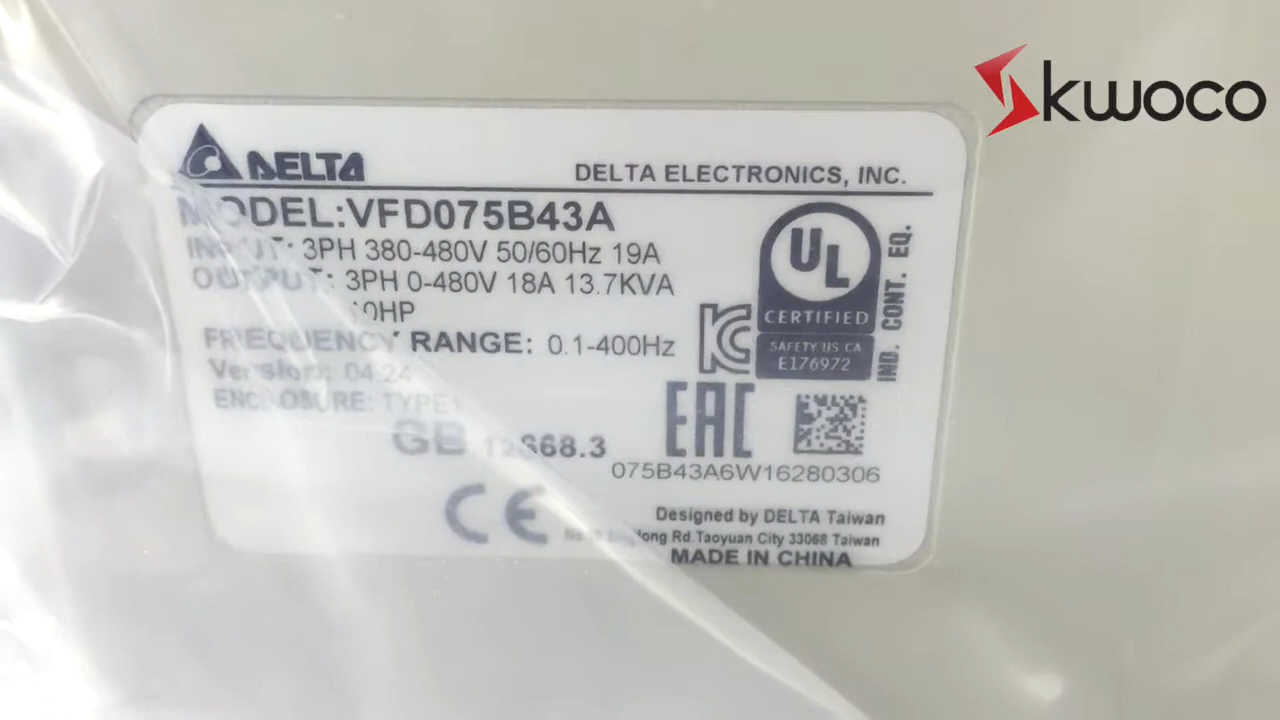 kwoco
DELTA
DELTA ELECTRONICS, INC.
MODEL:VFD075B43A
INPUT: 3PH 380-480V 50/60Hz 19A
OUTPUT: 3PH 0-480V 18A 13.7KVA
10HP
FREQUENCY RANGE: 0.1-400Hz
Version: 04.24
ENCLOSURE: TYPE1
GB 12668.3
UL
CERTIFIED
SAFETY US CA
E176972
IND. CONT. EQ.
KC
EAC
075B43A6W16280306
CE
Designed by DELTA Taiwan
Rd.Taoyuan City 33068 Taiwan
MADE IN CHINA